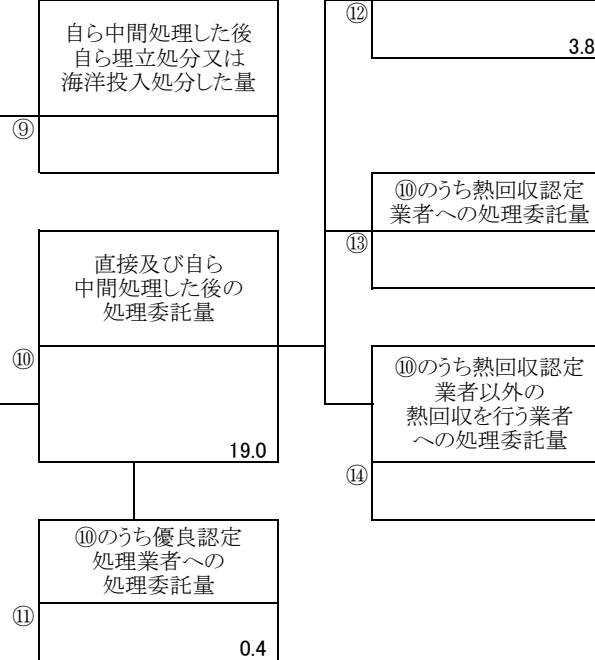 自ら中間処理した後
自ら埋立処分又は
海洋投入処分した量
⑨
直接及び自ら
中間処理した後の
処理委託量
⑩
19.0
⑩のうち優良認定
処理業者への
処理委託量
⑪
0.4
⑫
3.8
⑩のうち熱回収認定
業者への処理委託量
⑬
⑩のうち熱回収認定
業者以外の
熱回収を行う業者
への処理委託量
⑭